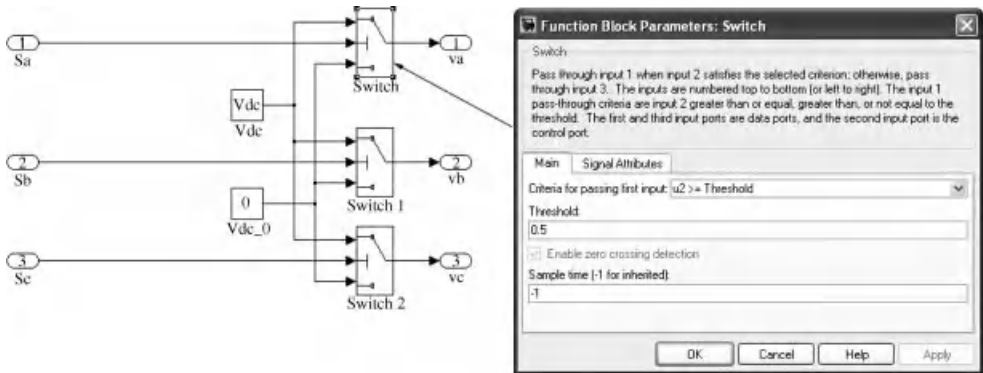 1
Sa
1
va
Switch
Vdc
Vdc
2
Sb
2
vb
Switch 1
0
Vdc_0
3
Sc
3
vc
Switch 2
Function Block Parameters: Switch
Switch
Pass through input 1 when input 2 satisfies the selected criterion; otherwise, pass
through input 3. The inputs are numbered top to bottom (or left to right). The input 1
pass-through criteria are input 2 greater than or equal, greater than, or not equal to the
threshold. The first and third input ports are data ports, and the second input port is the
control port.
Main Signal Attributes
Criteria for passing first input: u2 >= Threshold
Threshold:
0.5
Enable zero crossing detection
Sample time (-1 for inherited):
-1
OK Cancel Help Apply